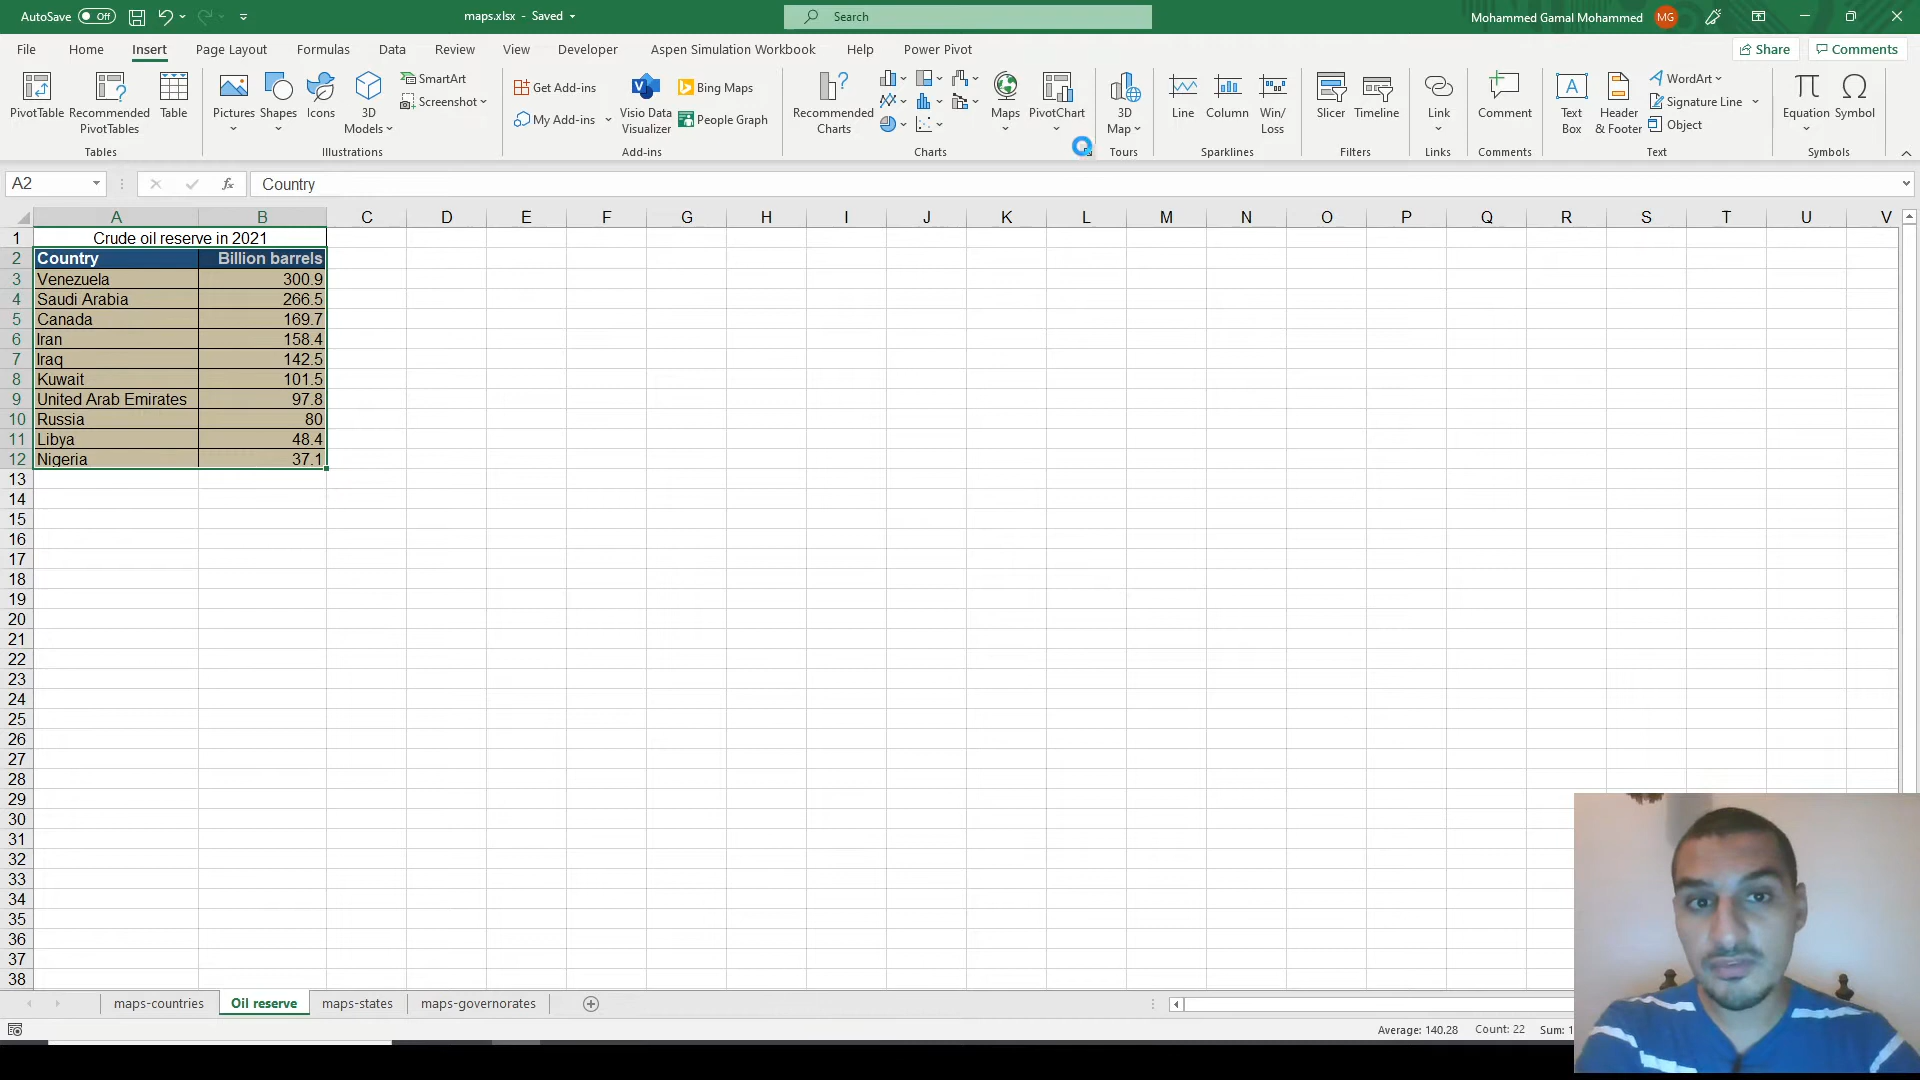 AutoSave Off maps.xlsx - Saved Search Mohammed Gamal Mohammed MG
File Home Insert Page Layout Formulas Data Review View Developer Aspen Simulation Workbook Help Power Pivot Share Comments
PivotTable
Recommended
PivotTables
Table
Tables
Pictures
Shapes
Icons
3D
Models
SmartArt
Screenshot
Illustrations
Get Add-ins
My Add-ins
Visio Data
Visualizer
Bing Maps
People Graph
Add-ins
Recommended
Charts
Maps
PivotChart
Charts
3D
Map
Tours
Line
Column
Win/
Loss
Sparklines
Slicer
Timeline
Filters
Link
Links
Comment
Comments
Text
Box
Header
& Footer
WordArt
Signature Line
Object
Text
Equation
Symbol
Symbols
A2 fx Country
A B C D E F G H I J K L M N O P Q R S T U V
1 Crude oil reserve in 2021
2 Country Billion barrels
3 Venezuela 300.9
4 Saudi Arabia 266.5
5 Canada 169.7
6 Iran 158.4
7 Iraq 142.5
8 Kuwait 101.5
9 United Arab Emirates 97.8
10 Russia 80
11 Libya 48.4
12 Nigeria 37.1
13
14
15
16
17
18
19
20
21
22
23
24
25
26
27
28
29
30
31
32
33
34
35
36
37
38
maps-countries Oil reserve maps-states maps-governorates
Average: 140.28 Count: 22 Sum: 1